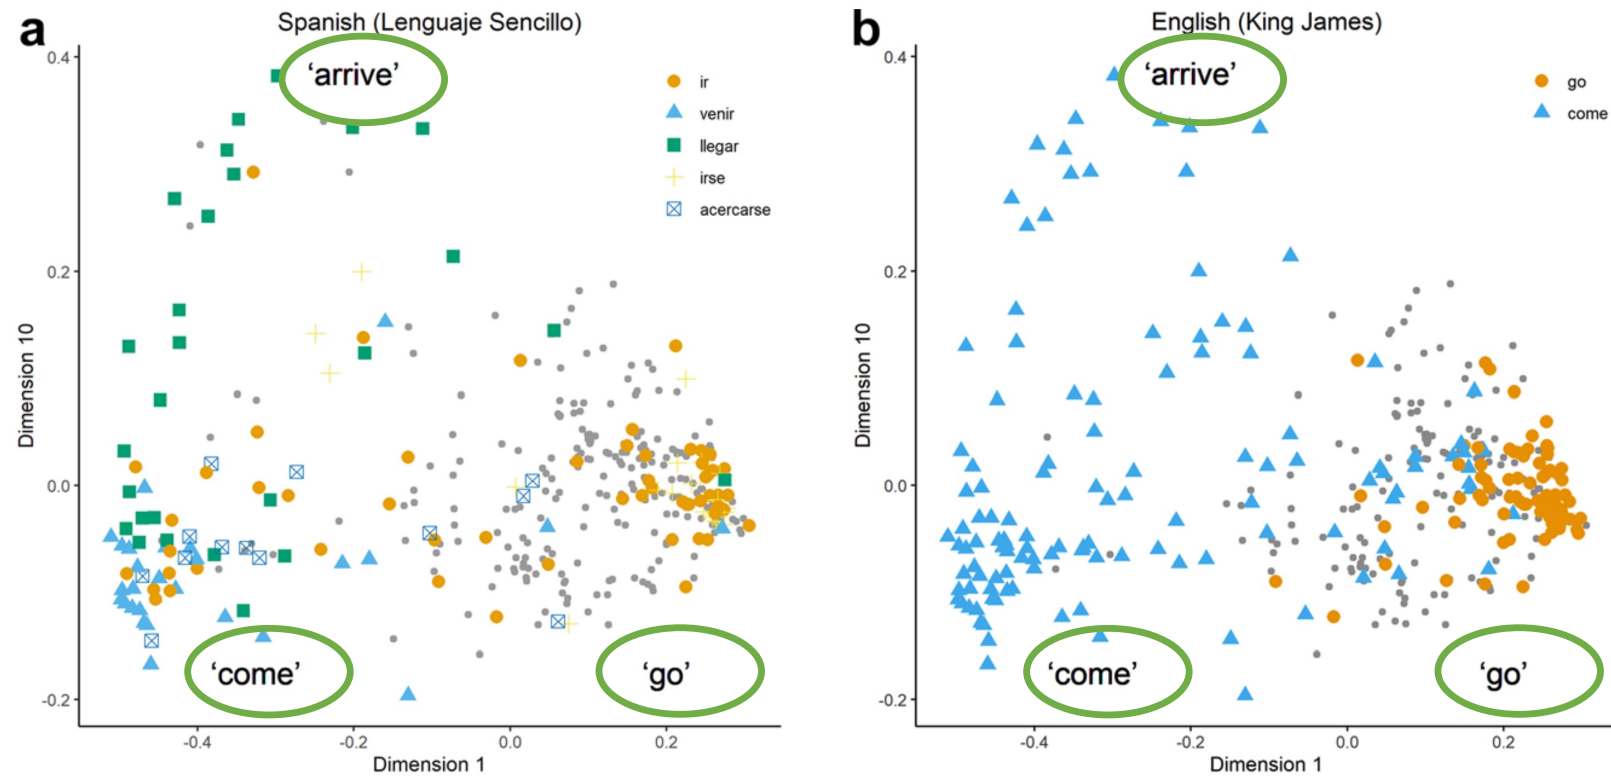 a
Spanish (Lenguaje Sencillo)
0.4
0.2
0.0
-0.2
Dimension 10
‘arrive’
ir
venir
llegar
irse
acercarse
‘come’
‘go’
-0.4
-0.2
0.0
0.2
Dimension 1
b
English (King James)
0.4
0.2
0.0
-0.2
Dimension 10
‘arrive’
go
come
‘come’
‘go’
-0.4
-0.2
0.0
0.2
Dimension 1